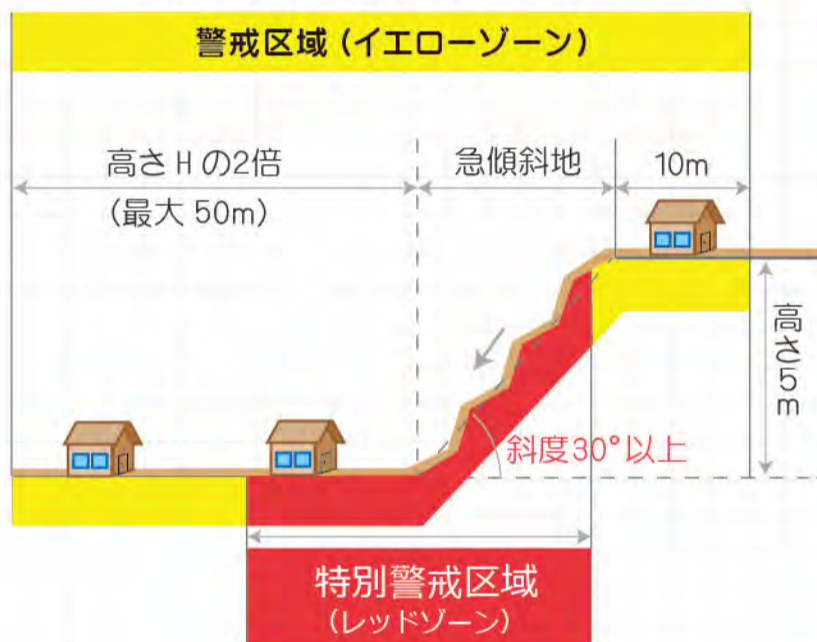 警戒区域（イエローゾーン）
高さ H の2倍
（最大 50m）
急傾斜地
10m
高さ5m
斜度30°以上
特別警戒区域
（レッドゾーン）